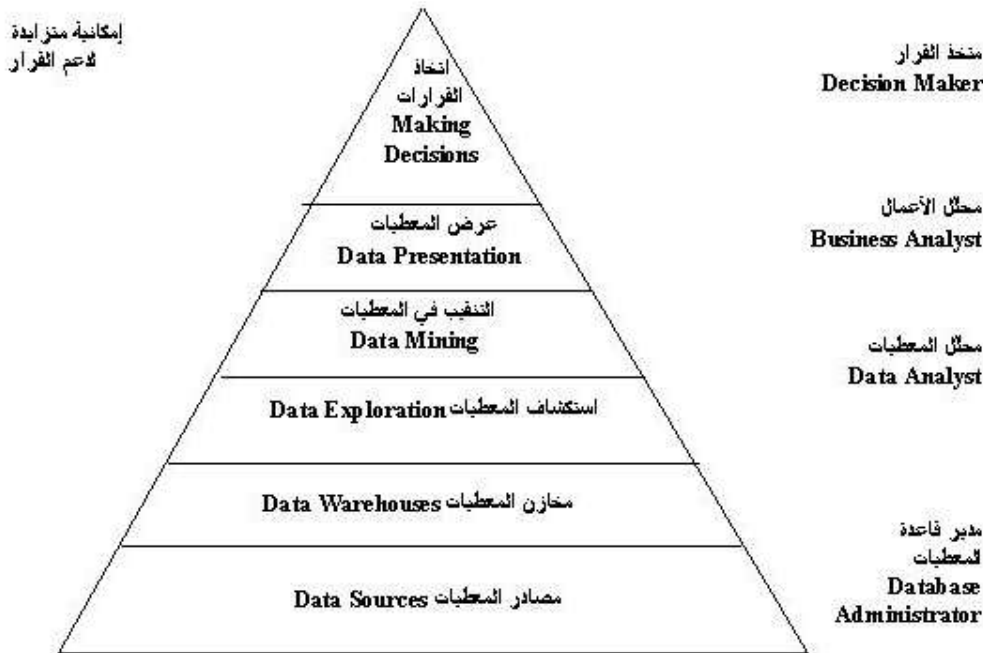 إمكانية متزايدة
لدعم القرار
اتخاذ
القرارات
Making
Decisions
متخذ القرار
Decision Maker
عرض المعطيات
Data Presentation
محلّل الأعمال
Business Analyst
التنقيب في المعطيات
Data Mining
محلّل المعطيات
Data Analyst
استكشاف المعطيات Data Exploration
مخازن المعطيات Data Warehouses
مصادر المعطيات Data Sources
مدير قاعدة
المعطيات
Database
Administrator